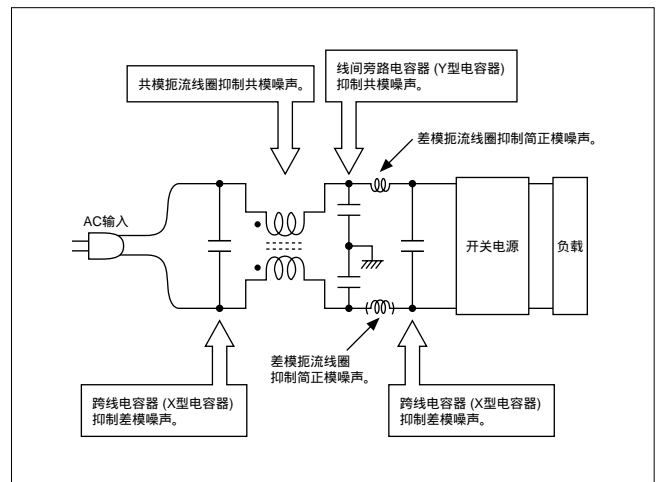 共模扼流线圈抑制共模噪声。
线间旁路电容器 (Y型电容器)
抑制共模噪声。
差模扼流线圈抑制简正模噪声。
AC输入
开关电源
负载
差模扼流线圈
抑制简正模噪声。
跨线电容器 (X型电容器)
抑制差模噪声。
跨线电容器 (X型电容器)
抑制差模噪声。